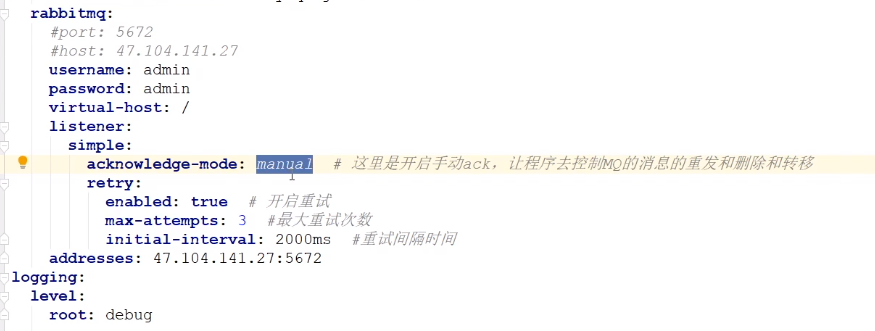 rabbitmq:
#port: 5672
#host: 47.104.141.27
username: admin
password: admin
virtual-host: /
listener:
simple:
acknowledge-mode: manual # 这里是开启手动ack，让程序去控制MQ的消息的重发和删除和转移
retry:
enabled: true # 开启重试
max-attempts: 3 #最大重试次数
initial-interval: 2000ms #重试间隔时间
addresses: 47.104.141.27:5672
logging:
level:
root: debug